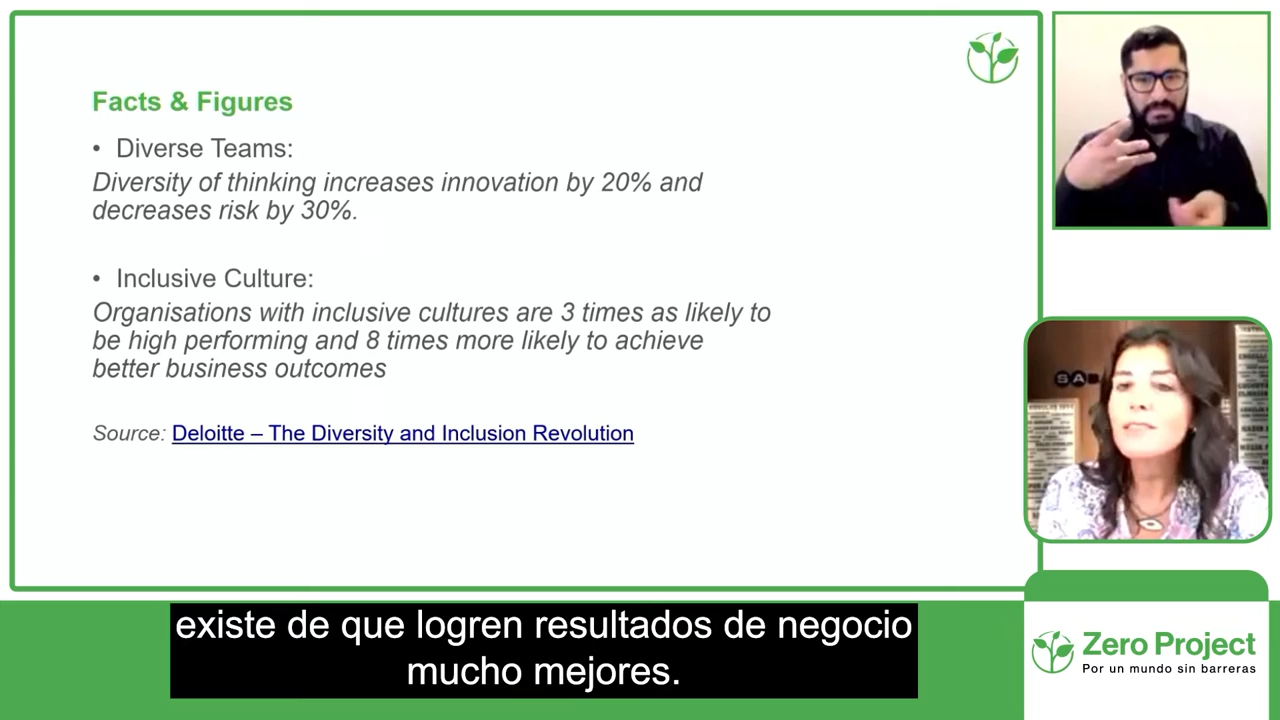 Facts & Figures
• Diverse Teams:
Diversity of thinking increases innovation by 20% and
decreases risk by 30%.
• Inclusive Culture:
Organisations with inclusive cultures are 3 times as likely to
be high performing and 8 times more likely to achieve
better business outcomes
Source: Deloitte – The Diversity and Inclusion Revolution
existe de que logren resultados de negocio
mucho mejores.
Zero Project
Por un mundo sin barreras